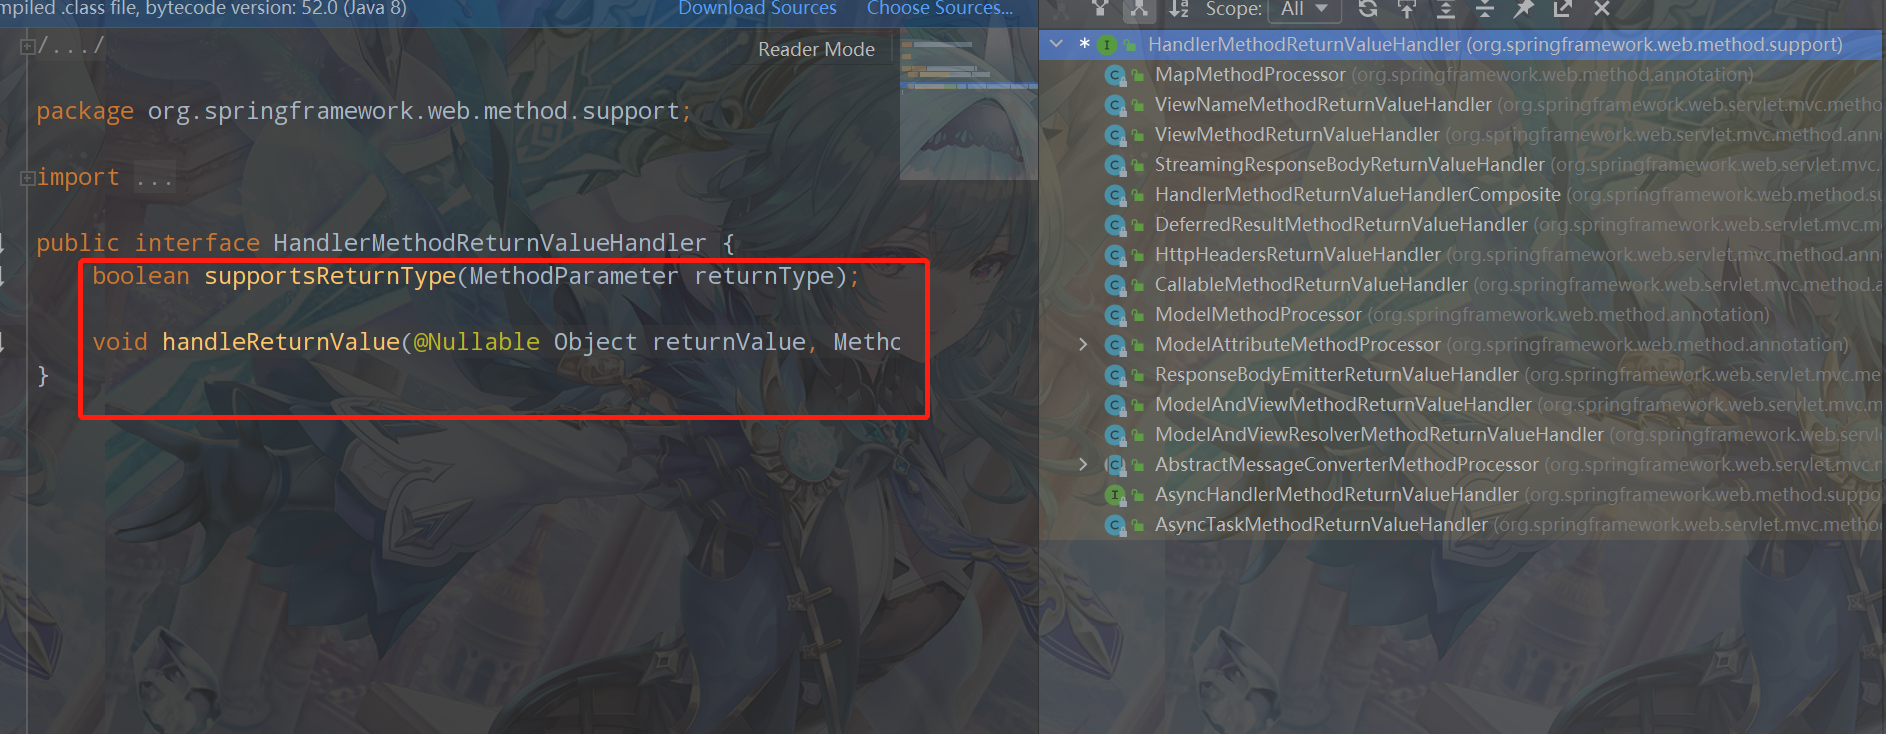 mpiled .class file, bytecode version: 52.0 (Java 8) Download Sources Choose Sources...
/.../
Reader Mode
package org.springframework.web.method.support;
import ...
public interface HandlerMethodReturnValueHandler {
boolean supportsReturnType(MethodParameter returnType);
void handleReturnValue(@Nullable Object returnValue, Metho
}
Scope: All
* HandlerMethodReturnValueHandler (org.springframework.web.method.support)
MapMethodProcessor (org.springframework.web.method.annotation)
ViewNameMethodReturnValueHandler (org.springframework.web.servlet.mvc.metho
ViewMethodReturnValueHandler (org.springframework.web.servlet.mvc.method.ann
StreamingResponseBodyReturnValueHandler (org.springframework.web.servlet.mvc.
HandlerMethodReturnValueHandlerComposite (org.springframework.web.method.su
DeferredResultMethodReturnValueHandler (org.springframework.web.servlet.mvc.m
HttpHeadersReturnValueHandler (org.springframework.web.servlet.mvc.method.ann
CallableMethodReturnValueHandler (org.springframework.web.servlet.mvc.method.a
ModelMethodProcessor (org.springframework.web.method.annotation)
ModelAttributeMethodProcessor (org.springframework.web.method.annotation)
ResponseBodyEmitterReturnValueHandler (org.springframework.web.servlet.mvc.me
ModelAndViewMethodReturnValueHandler (org.springframework.web.servlet.mvc.m
ModelAndViewResolverMethodReturnValueHandler (org.springframework.web.servl
AbstractMessageConverterMethodProcessor (org.springframework.web.servlet.mvc.
AsyncHandlerMethodReturnValueHandler (org.springframework.web.method.suppo
AsyncTaskMethodReturnValueHandler (org.springframework.web.servlet.mvc.metho